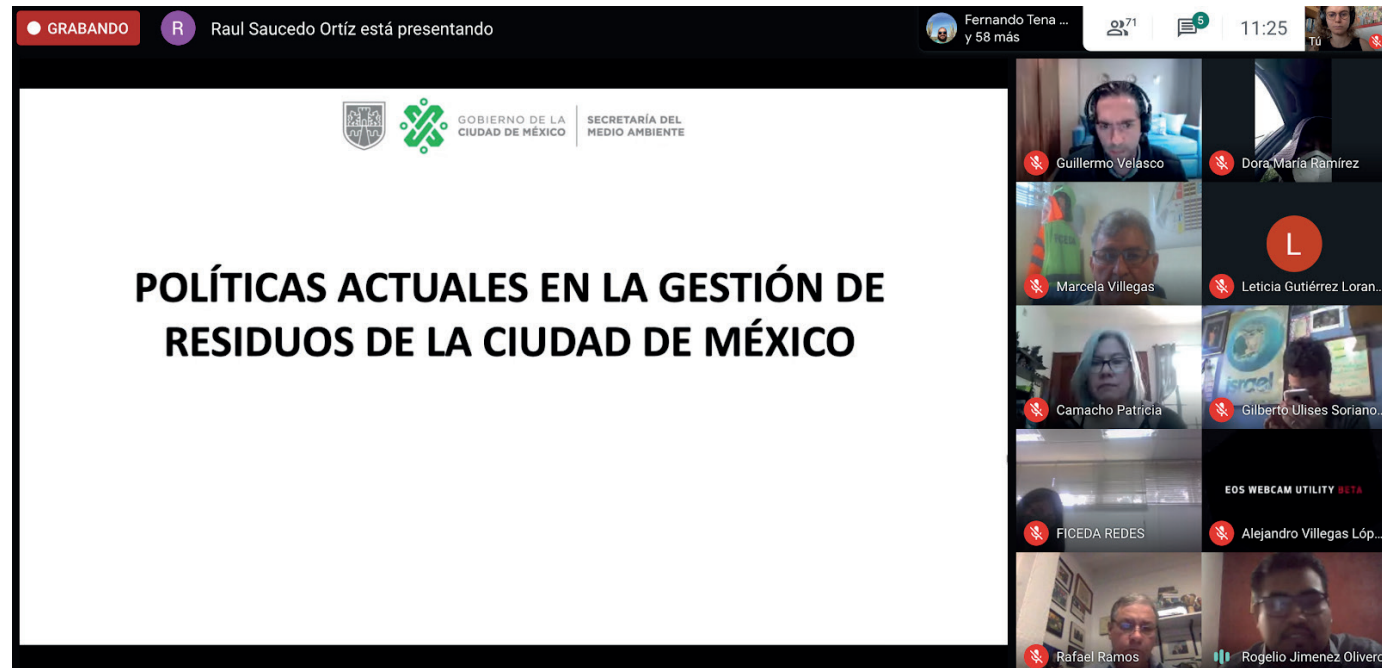 GRABANDO
R
Raul Saucedo Ortíz está presentando
Fernando Tena ...
y 58 más
71
5
11:25
Tú
GOBIERNO DE LA
CIUDAD DE MÉXICO
SECRETARÍA DEL
MEDIO AMBIENTE
POLÍTICAS ACTUALES EN LA GESTIÓN DE
RESIDUOS DE LA CIUDAD DE MÉXICO
Guillermo Velasco
Dora María Ramírez
FICEDA
Marcela Villegas
L
Leticia Gutiérrez Loran...
Camacho Patricia
israel
Gilberto Ulises Soriano...
FICEDA REDES
EOS WEBCAM UTILITY BETA
Alejandro Villegas Lóp...
Rafael Ramos
Rogelio Jimenez Olivero